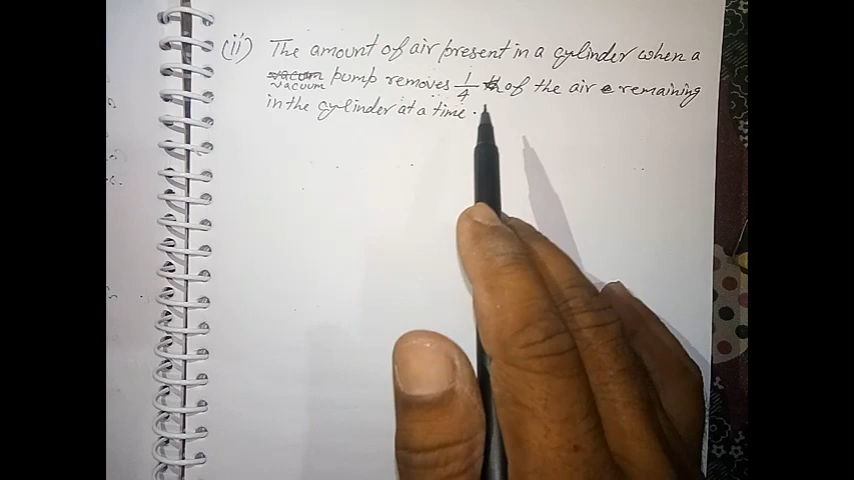 (ii) The amount of air present in a cylinder when a
vacuum pump removes 1/4 of the air remaining
in the cylinder at a time.